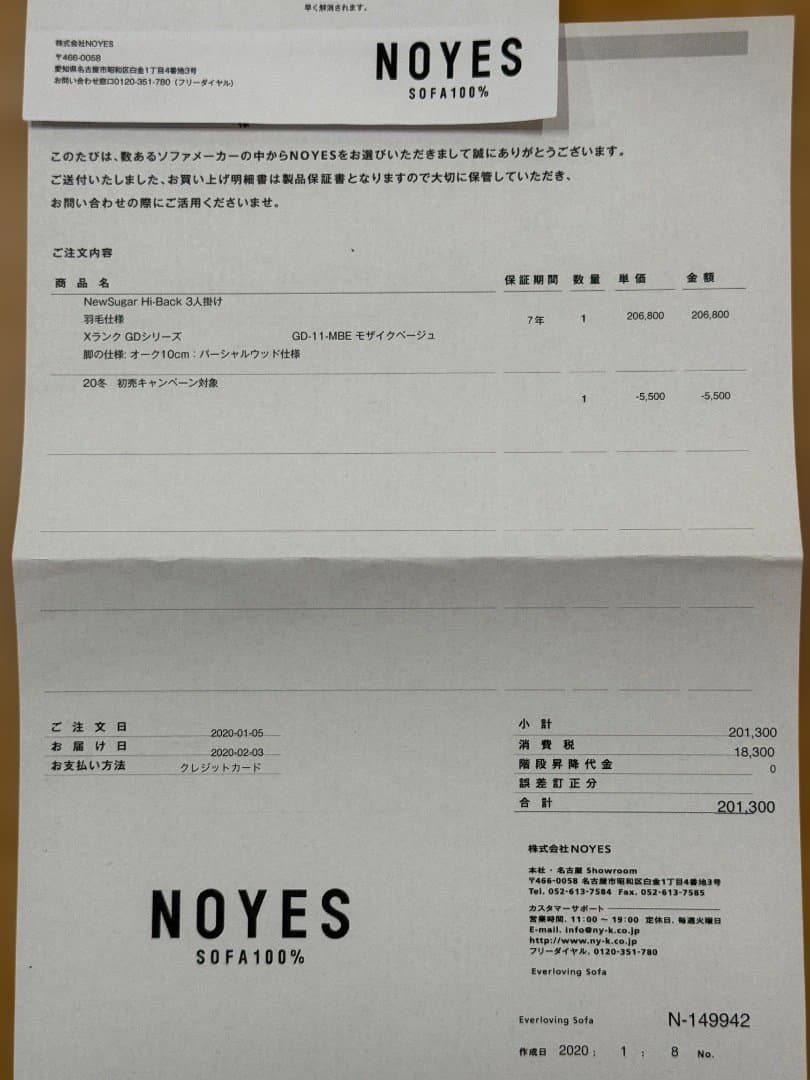 早く解消されます。
株式会社NOYES
〒466-0058
愛知県名古屋市昭和区白金1丁目4番地3号
お問い合わせ窓口0120-351-780（フリーダイヤル）
NOYES
SOFA100%
このたびは、数あるソファメーカーの中からNOYESをお選びいただきまして誠にありがとうございます。
ご送付いたしました、お買い上げ明細書は製品保証書となりますので大切に保管していただき、
お問い合わせの際にご活用くださいませ。
ご注文内容
商品名 保証期間 数量 単価 金額
NewSugar Hi-Back 3人掛け
羽毛仕様 7年 1 206,800 206,800
Xランク GDシリーズ GD-11-MBE モザイクベージュ
脚の仕様: オーク10cm：パーシャルウッド仕様
20冬 初売キャンペーン対象
1 -5,500 -5,500
ご注文日 2020-01-05
お届け日 2020-02-03
お支払い方法 クレジットカード
小計 201,300
消費税 18,300
階段昇降代金 0
誤差訂正分
合計 201,300
NOYES
SOFA100%
株式会社NOYES
本社・名古屋 Showroom
〒466-0058 名古屋市昭和区白金1丁目4番地3号
Tel. 052-613-7584 Fax. 052-613-7585
カスタマーサポート
営業時間. 11:00 〜 19:00 定休日. 毎週火曜日
E-mail. info@ny-k.co.jp
http://www.ny-k.co.jp
フリーダイヤル. 0120-351-780
Everloving Sofa
Everloving Sofa N-149942
作成日 2020 : 1 : 8 No.